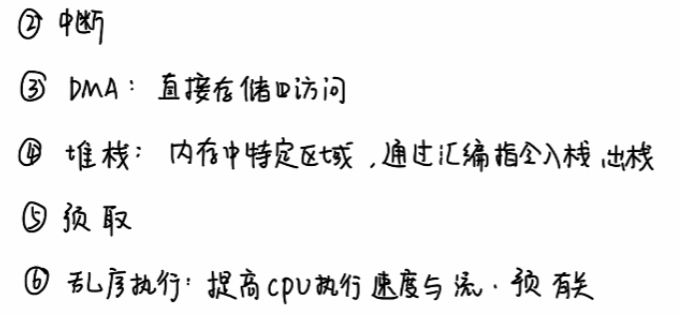 ② 中断
③ DMA：直接存储口访问
④ 堆栈：内存中特定区域，通过汇编指令入栈、出栈
⑤ 预取
⑥ 乱序执行：提高CPU执行速度与流·预 有关